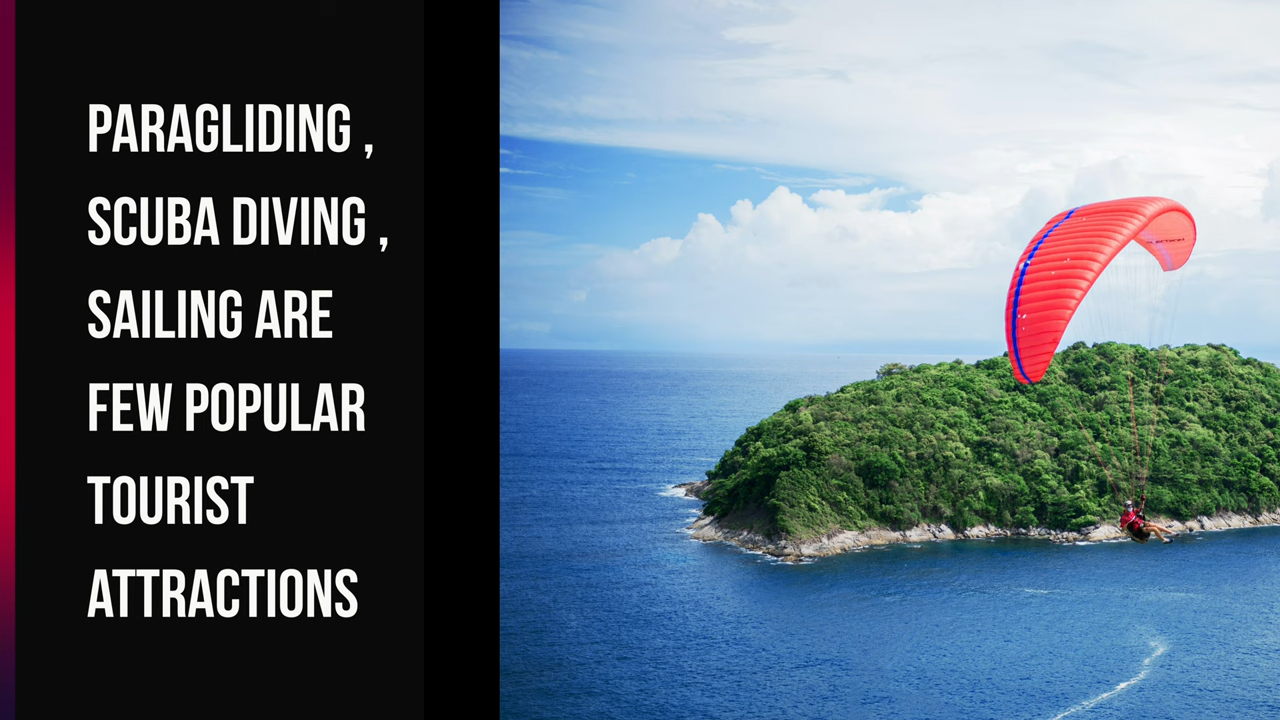 PARAGLIDING ,
SCUBA DIVING ,
SAILING ARE
FEW POPULAR
TOURIST
ATTRACTIONS